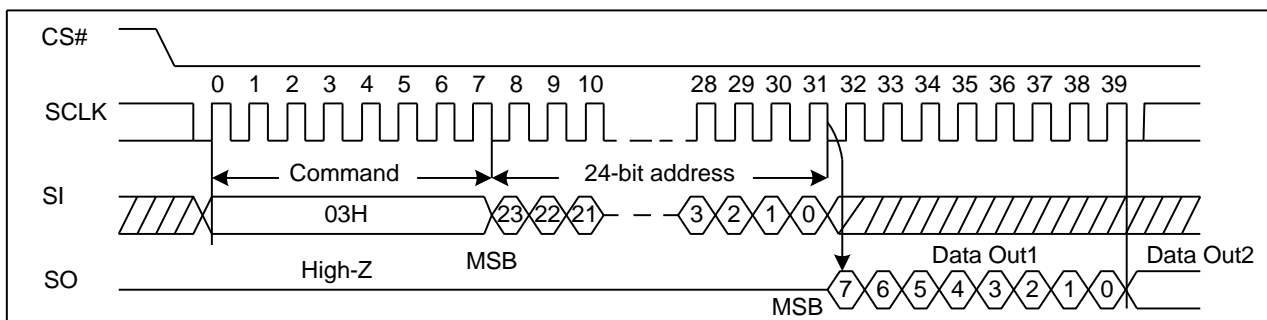 CS#
0 1 2 3 4 5 6 7 8 9 10 28 29 30 31 32 33 34 35 36 37 38 39
SCLK
Command 24-bit address
SI
03H 23 22 21 3 2 1 0
High-Z MSB Data Out1 Data Out2
SO
MSB 7 6 5 4 3 2 1 0